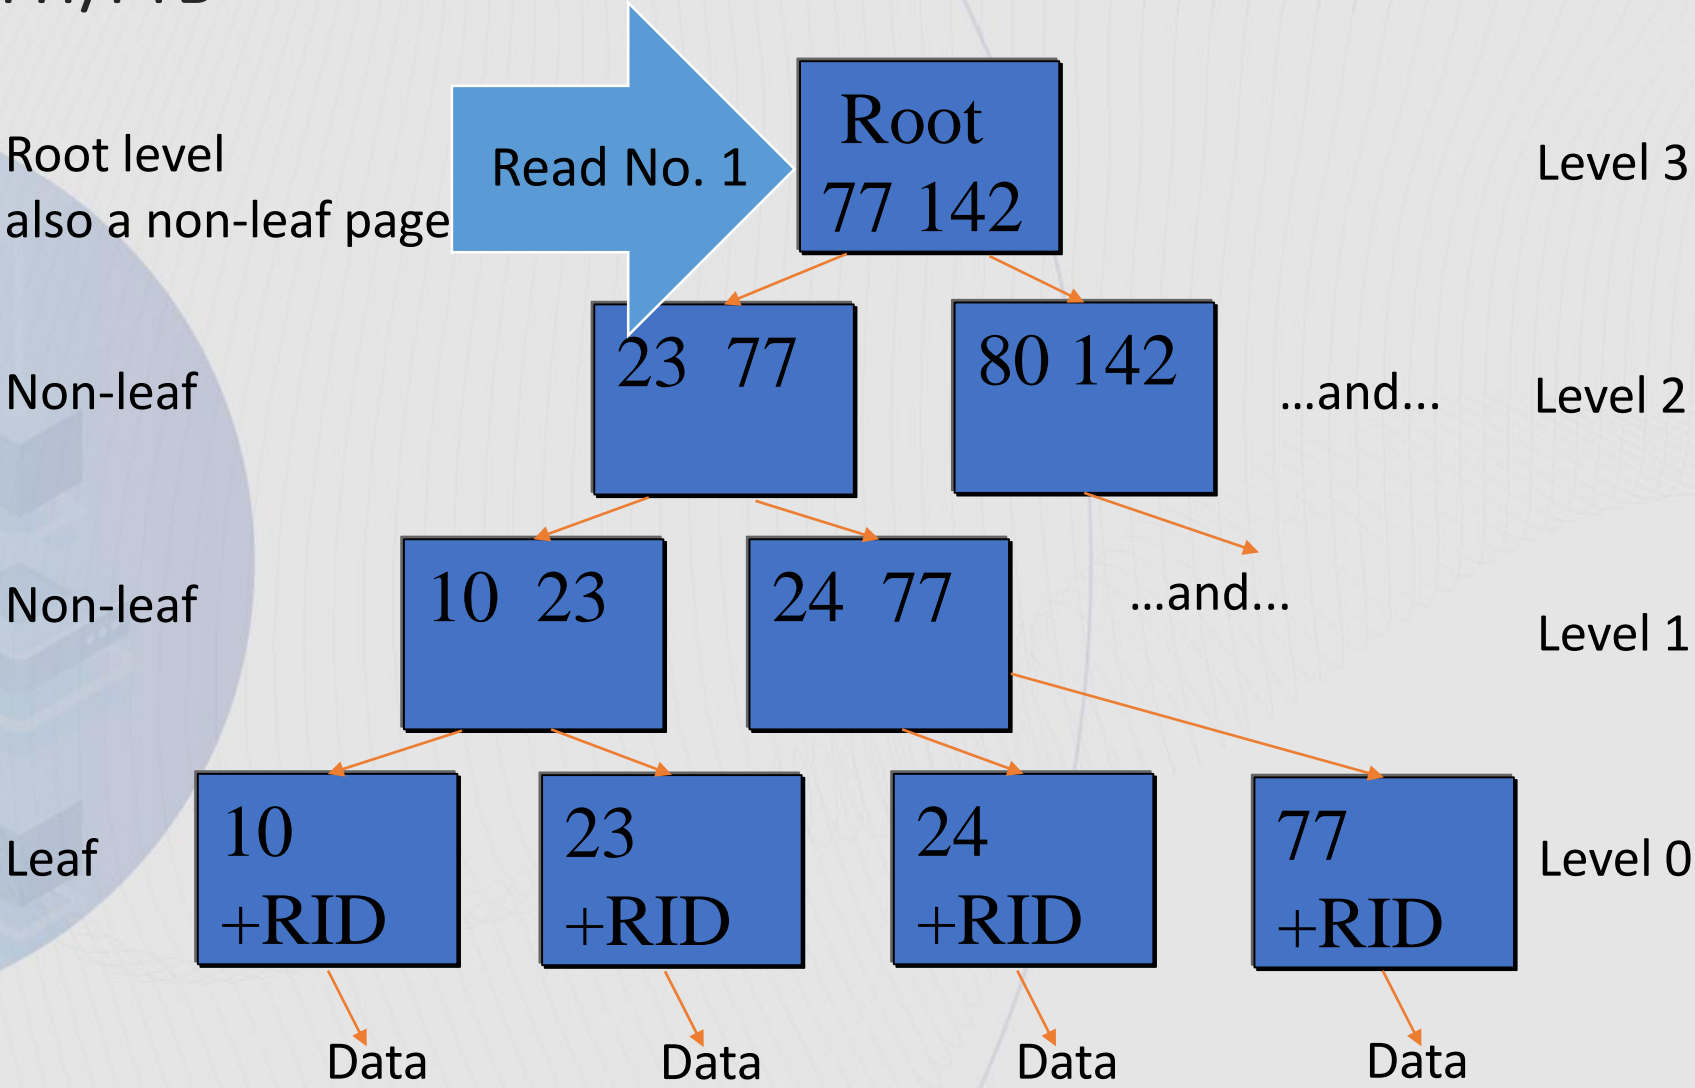 Root level
also a non-leaf page
Read No. 1
Root
77 142
Level 3
Non-leaf
23 77
80 142
...and...
Level 2
Non-leaf
10 23
24 77
...and...
Level 1
Leaf
10
+RID
23
+RID
24
+RID
77
+RID
Level 0
Data
Data
Data
Data